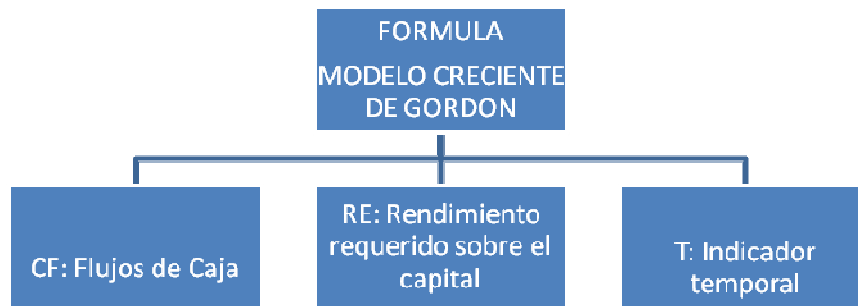 FORMULA
MODELO CRECIENTE
DE GORDON
CF: Flujos de Caja
RE: Rendimiento
requerido sobre el
capital
T: Indicador
temporal